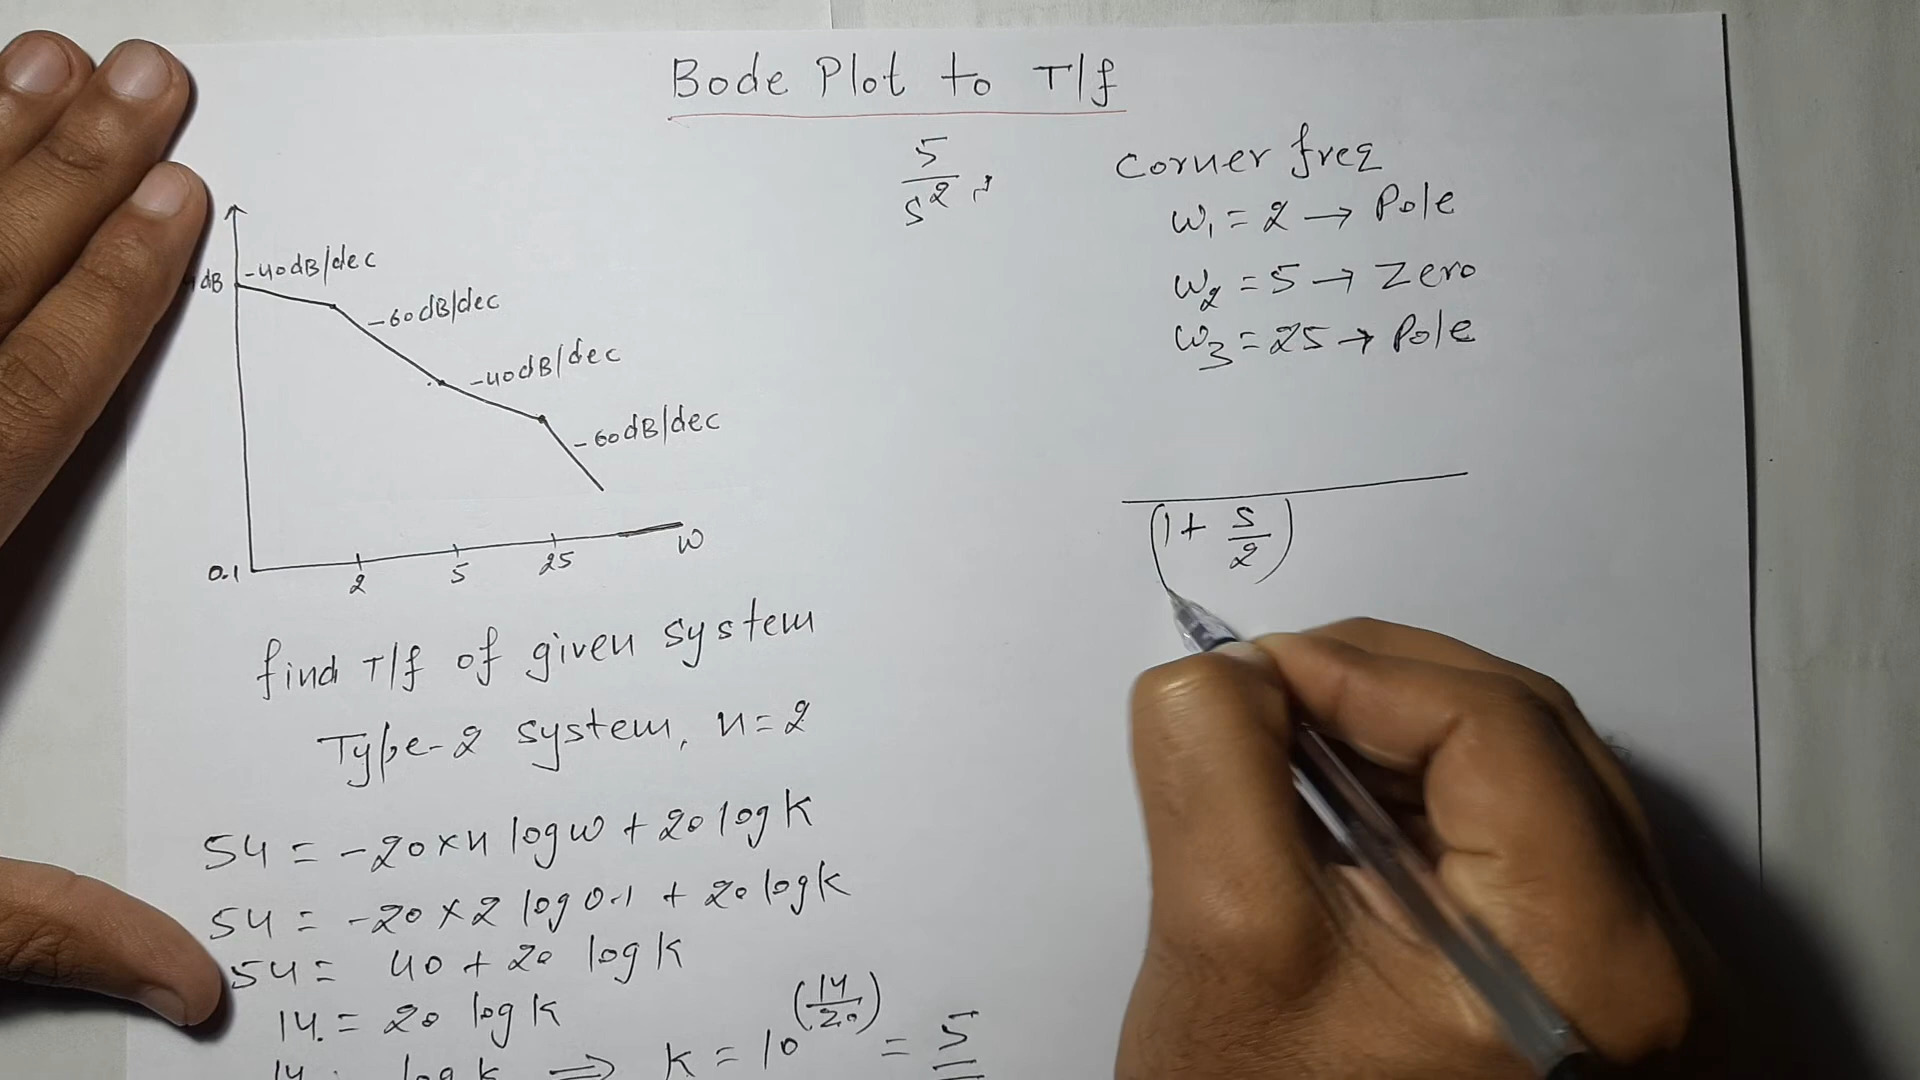 Bode Plot to T/f
5/s²,
Corner freq
ω₁ = 2 → Pole
ω₂ = 5 → Zero
ω₃ = 25 → Pole
dB
-40dB/dec
-60dB/dec
-40dB/dec
-60dB/dec
0.1
2
5
25
ω
(1 + s/2)
find T/f of given system
Type-2 system, n=2
54 = -20×n log ω + 20 log K
54 = -20 × 2 log 0.1 + 20 log K
54 = 40 + 20 log K
14 = 20 log K
14 log K ⇒ K = 10^(14/20) = 5